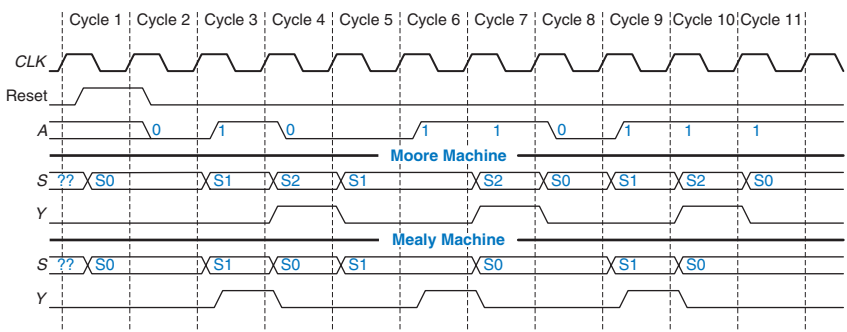 Cycle 1 Cycle 2 Cycle 3 Cycle 4 Cycle 5 Cycle 6 Cycle 7 Cycle 8 Cycle 9 Cycle 10 Cycle 11
CLK
Reset
A 0 1 0 1 1 0 1 1 1
Moore Machine
S ?? S0 S1 S2 S1 S2 S0 S1 S2 S0
Y
Mealy Machine
S ?? S0 S1 S0 S1 S0 S1 S0
Y